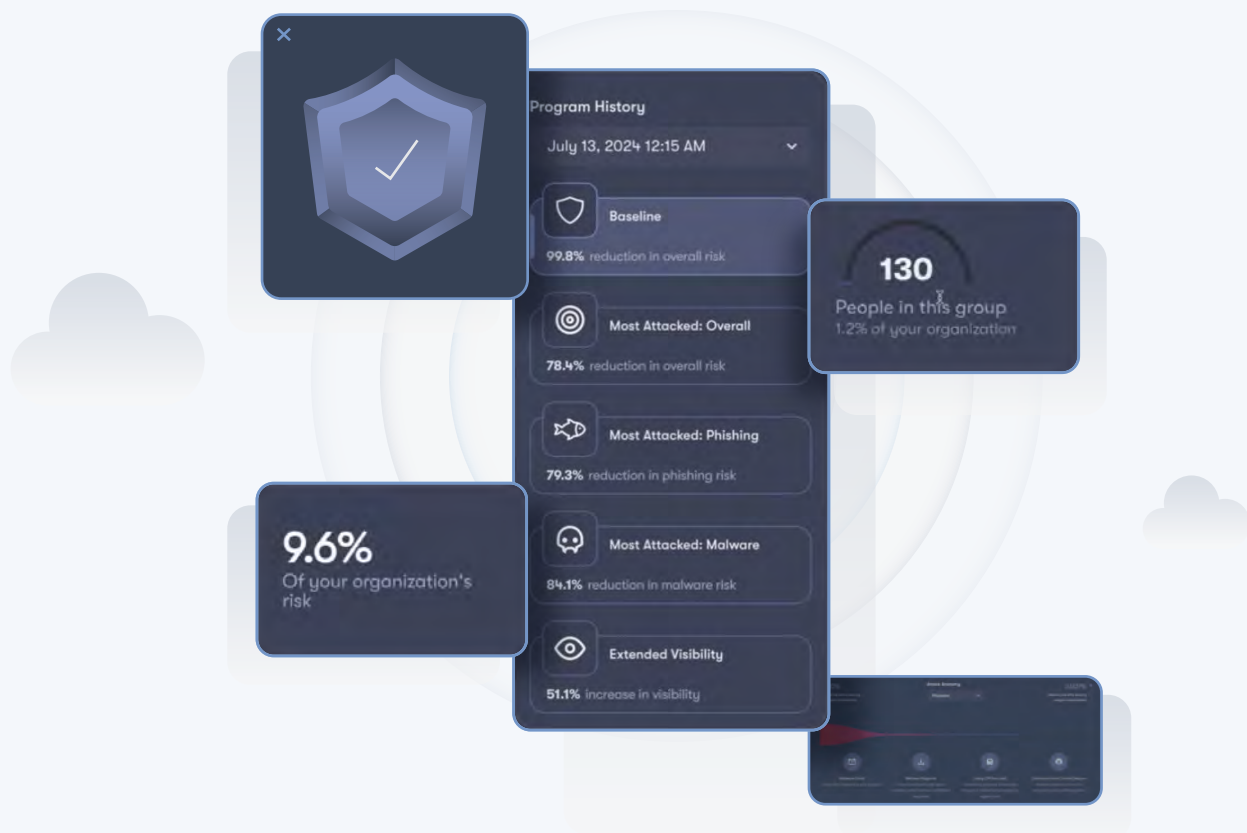 Program History
July 13, 2024 12:15 AM
Baseline
99.8% reduction in overall risk
Most Attacked: Overall
78.4% reduction in overall risk
Most Attacked: Phishing
79.3% reduction in phishing risk
Most Attacked: Malware
84.1% reduction in malware risk
Extended Visibility
51.1% increase in visibility
130
People in this group
1.2% of your organization
9.6%
Of your organization's
risk